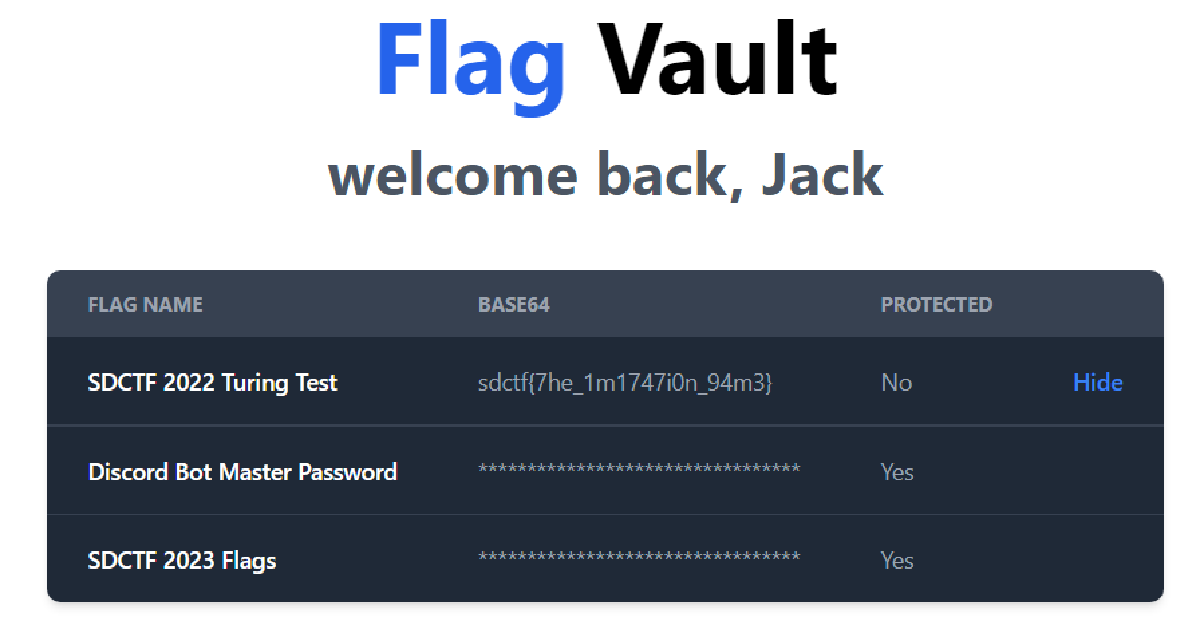 Flag Vault
welcome back, Jack
FLAG NAME BASE64 PROTECTED
SDCTF 2022 Turing Test sdctf{7he_1m1747i0n_94m3} No Hide
Discord Bot Master Password ********************************* Yes
SDCTF 2023 Flags ********************************* Yes